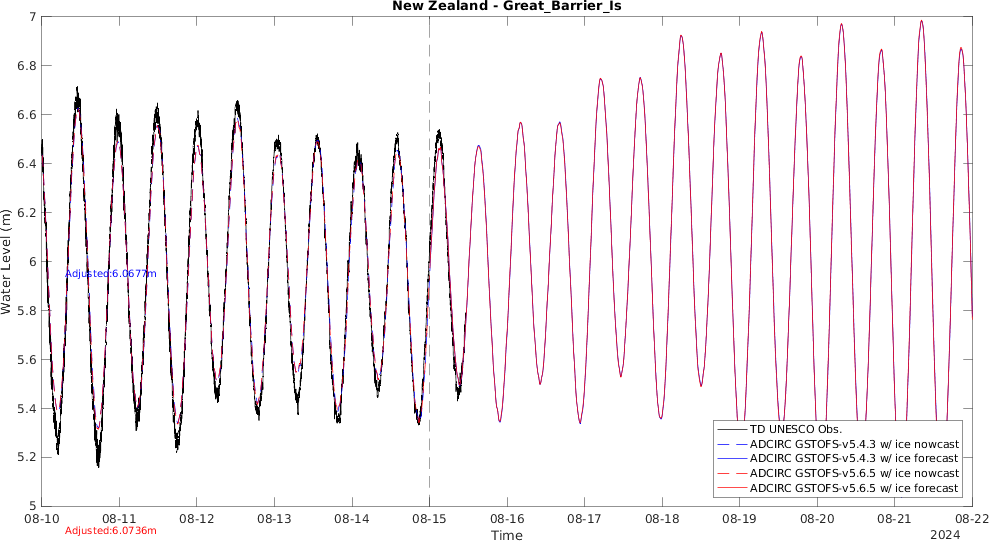 New Zealand - Great_Barrier_Is
7
6.8
6.6
6.4
6.2
6
5.8
5.6
5.4
5.2
5
Water Level (m)
Adjusted:6.0677m
TD UNESCO Obs.
ADCIRC GSTOFS-v5.4.3 w/ ice nowcast
ADCIRC GSTOFS-v5.4.3 w/ ice forecast
ADCIRC GSTOFS-v5.6.5 w/ ice nowcast
ADCIRC GSTOFS-v5.6.5 w/ ice forecast
08-10 08-11 08-12 08-13 08-14 08-15 08-16 08-17 08-18 08-19 08-20 08-21 08-22
Adjusted:6.0736m
Time
2024